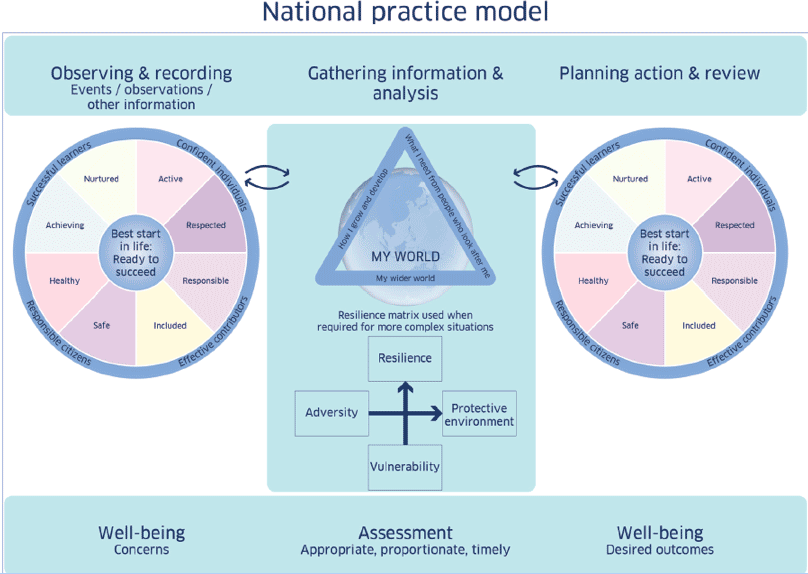 National practice model
Observing & recording
Events / observations /
other information
Gathering information &
analysis
Planning action & review
Successful learners
Confident individuals
Nurtured
Active
Achieving
Respected
Best start
in life:
Ready to
succeed
Healthy
Responsible
Safe
Included
Responsible citizens
Effective contributors
How I grow and develop
What I need from people who look after me
MY WORLD
My wider world
Resilience matrix used when
required for more complex situations
Resilience
Adversity
Protective
environment
Vulnerability
Successful learners
Confident individuals
Nurtured
Active
Achieving
Respected
Best start
in life:
Ready to
succeed
Healthy
Responsible
Safe
Included
Responsible citizens
Effective contributors
Well-being
Concerns
Assessment
Appropriate, proportionate, timely
Well-being
Desired outcomes